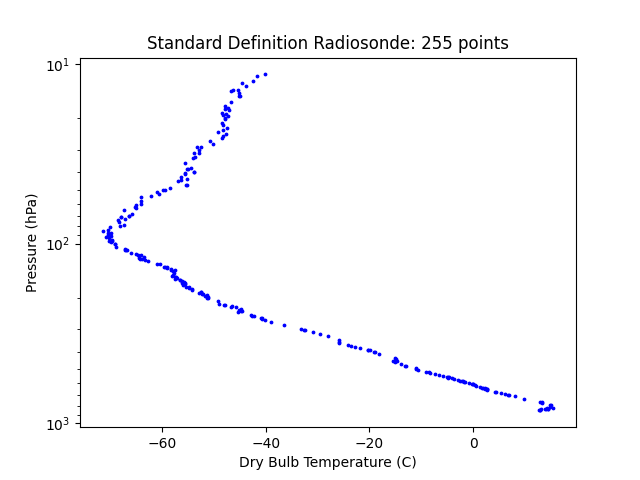 Standard Definition Radiosonde: 255 points
10¹
10²
10³
Pressure (hPa)
−60
−40
−20
0
Dry Bulb Temperature (C)